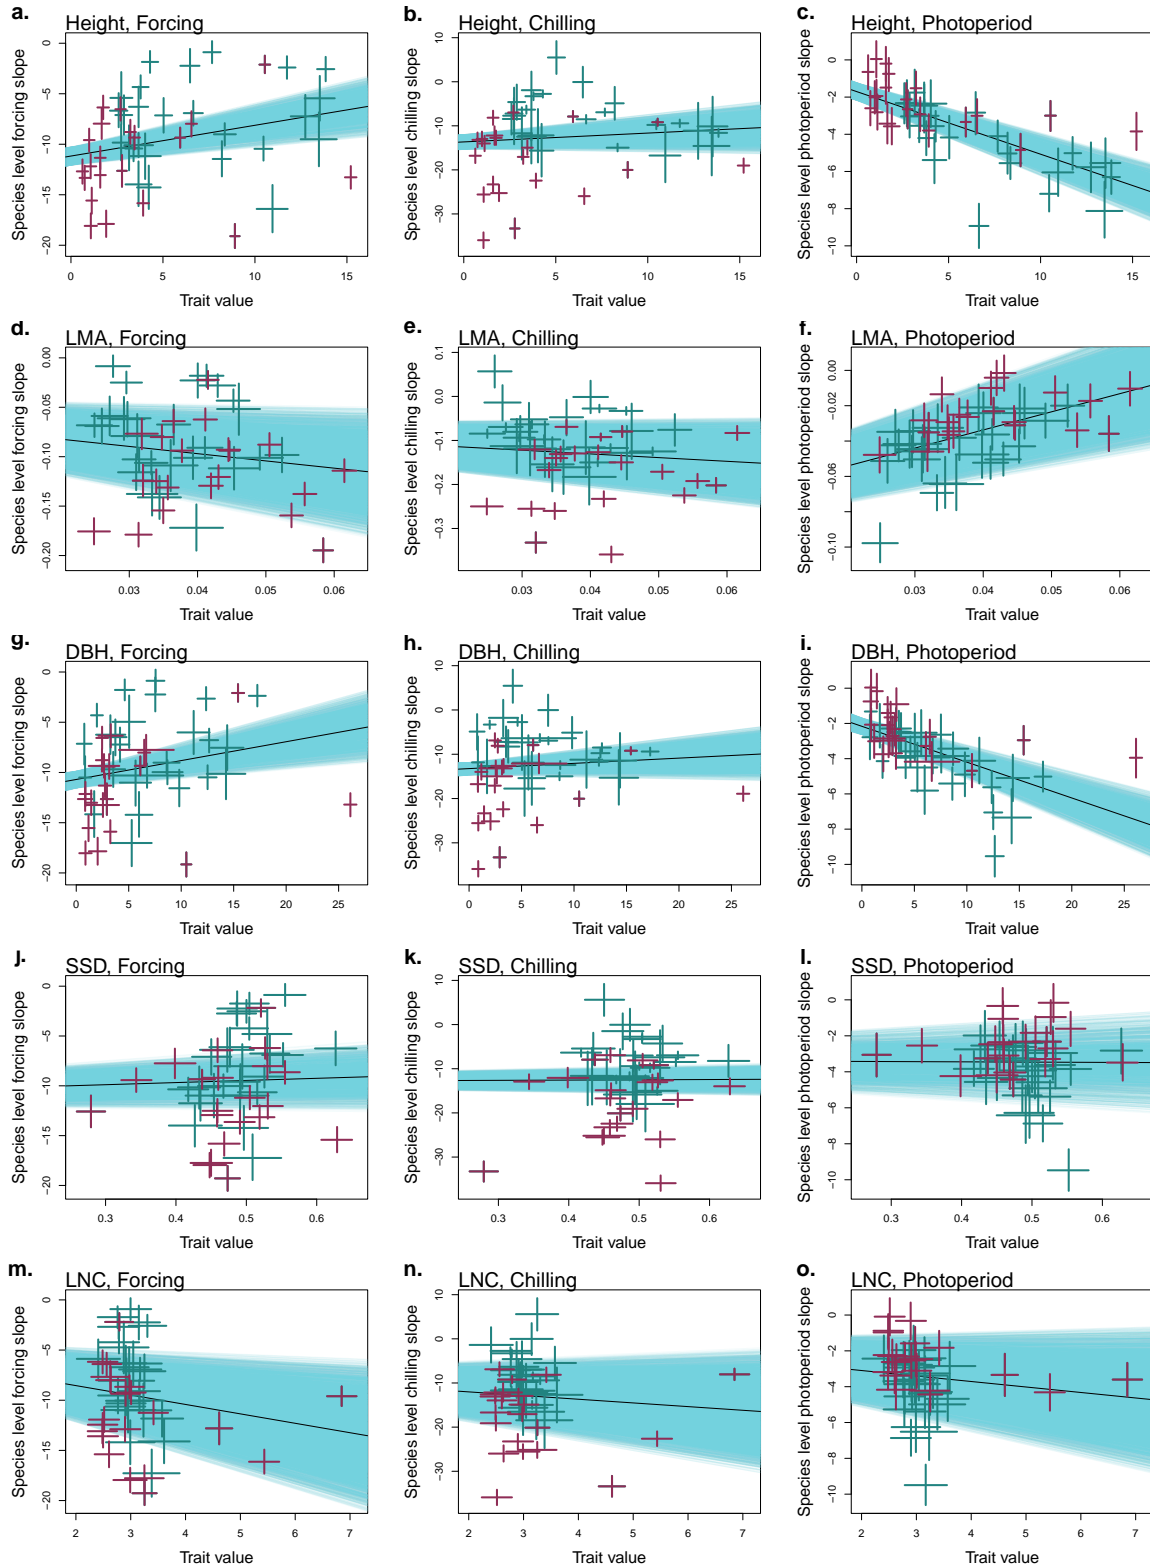 a. Height, Forcing
Species level forcing slope
0
−5
−10
−15
−20
0 5 10 15
Trait value
b. Height, Chilling
Species level chilling slope
10
0
−10
−30
0 5 10 15
Trait value
c. Height, Photoperiod
Species level photoperiod slope
0
−2
−4
−6
−8
−10
0 5 10 15
Trait value
d. LMA, Forcing
Species level forcing slope
0.00
−0.05
−0.10
−0.15
−0.20
0.03 0.04 0.05 0.06
Trait value
e. LMA, Chilling
Species level chilling slope
0.1
0.0
−0.1
−0.3
0.03 0.04 0.05 0.06
Trait value
f. LMA, Photoperiod
Species level photoperiod slope
0.00
−0.02
−0.06
−0.10
0.03 0.04 0.05 0.06
Trait value
g. DBH, Forcing
Species level forcing slope
0
−5
−10
−15
−20
0 5 10 15 20 25
Trait value
h. DBH, Chilling
Species level chilling slope
10
0
−10
−30
0 5 10 15 20 25
Trait value
i. DBH, Photoperiod
Species level photoperiod slope
0
−2
−4
−6
−8
−10
0 5 10 15 20 25
Trait value
j. SSD, Forcing
Species level forcing slope
0
−5
−10
−15
−20
0.3 0.4 0.5 0.6
Trait value
k. SSD, Chilling
Species level chilling slope
10
0
−10
−30
0.3 0.4 0.5 0.6
Trait value
l. SSD, Photoperiod
Species level photoperiod slope
0
−2
−4
−6
−8
−10
0.3 0.4 0.5 0.6
Trait value
m. LNC, Forcing
Species level forcing slope
0
−5
−10
−15
−20
2 3 4 5 6 7
Trait value
n. LNC, Chilling
Species level chilling slope
10
0
−10
−30
2 3 4 5 6 7
Trait value
o. LNC, Photoperiod
Species level photoperiod slope
0
−2
−4
−6
−8
−10
2 3 4 5 6 7
Trait value